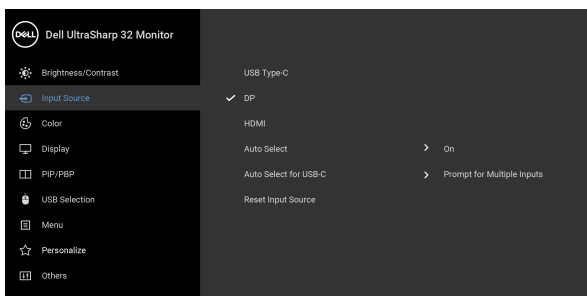 DELL Dell UltraSharp 32 Monitor
Brightness/Contrast
Input Source
Color
Display
PIP/PBP
USB Selection
Menu
Personalize
Others
USB Type-C
DP
HDMI
Auto Select On
Auto Select for USB-C Prompt for Multiple Inputs
Reset Input Source